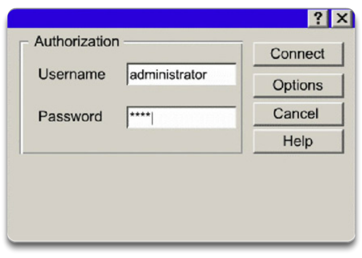 ? X
Authorization
Connect
Username administrator
Options
Password ****|
Cancel
Help